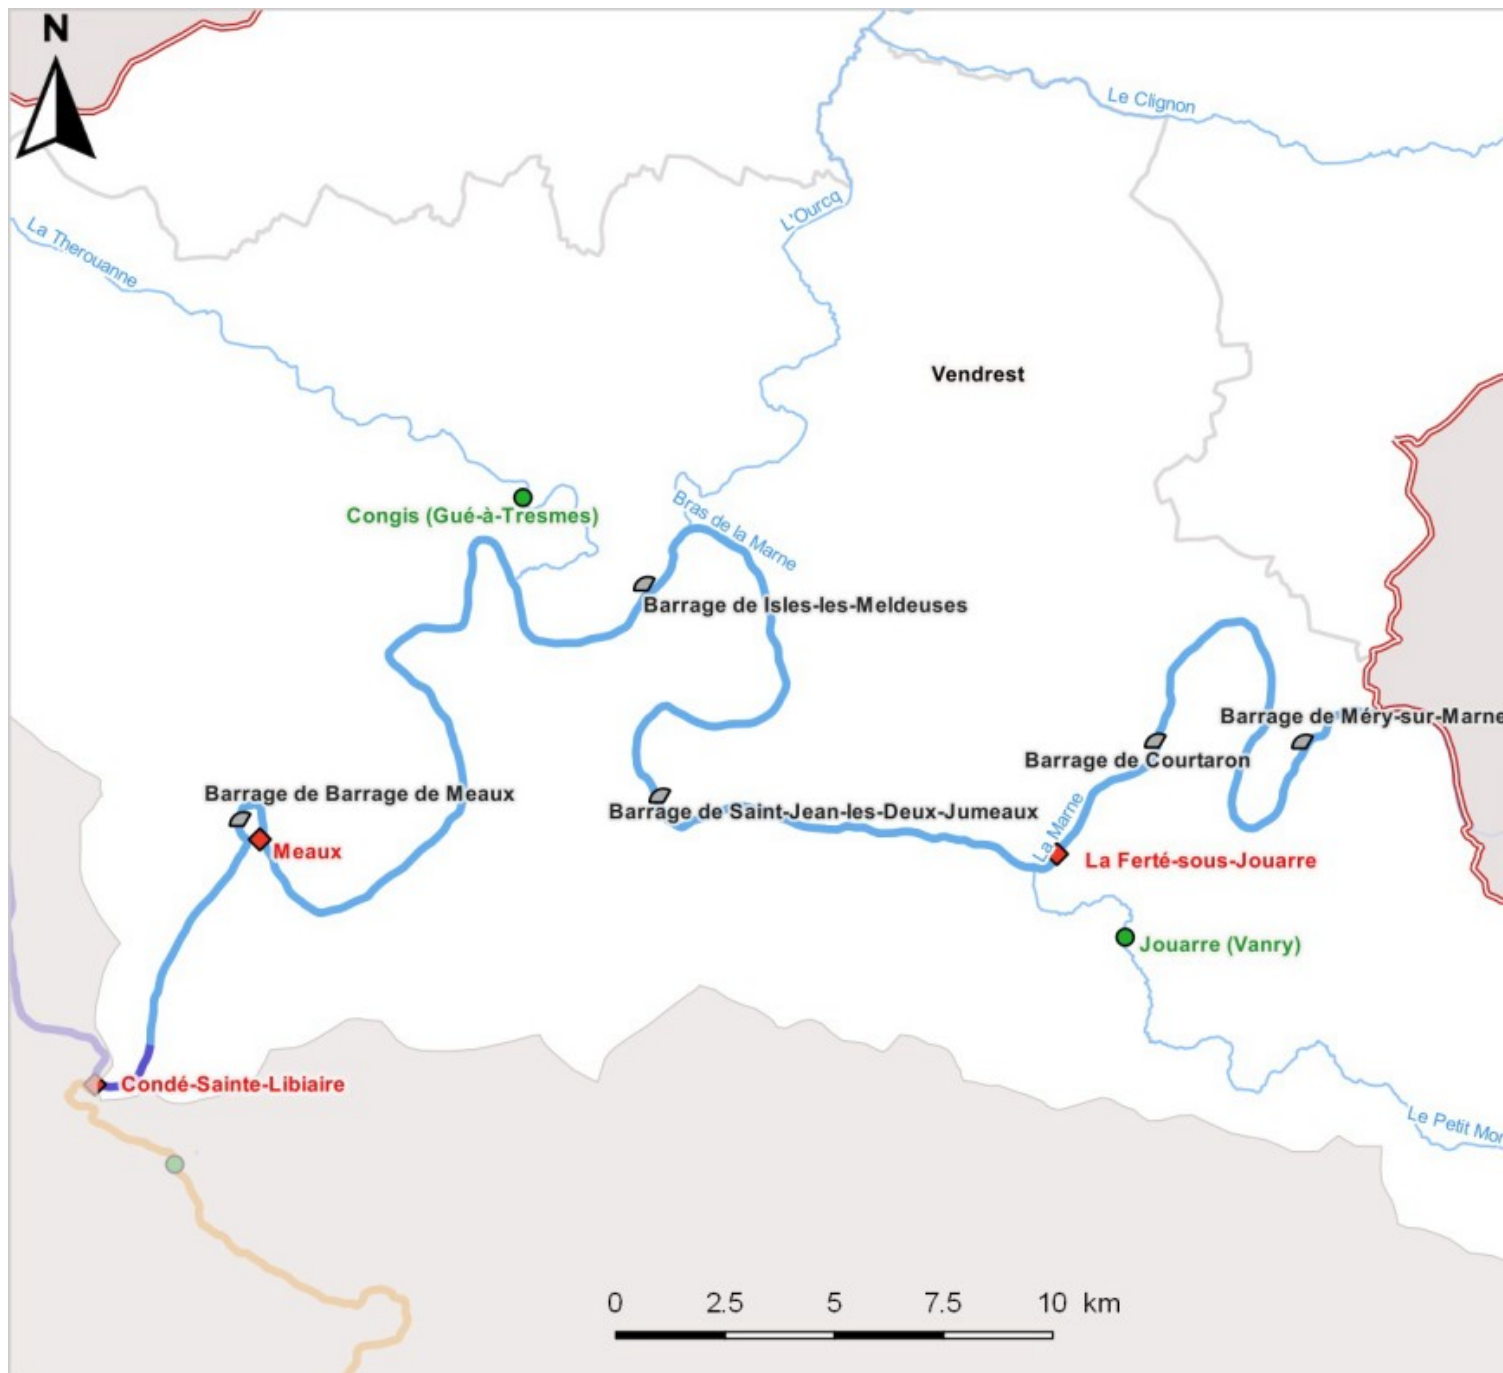 N
Le Clignon
L'Ourcq
La Therouanne
Vendrest
Congis (Gué-à-Tresmes)
Bras de la Marne
Barrage de Isles-les-Meldeuses
Barrage de Méry-sur-Marne
Barrage de Courtaron
Barrage de Barrage de Meaux
Barrage de Saint-Jean-les-Deux-Jumeaux
La Marne
Meaux
La Ferté-sous-Jouarre
Jouarre (Vanry)
Condé-Sainte-Libiaire
Le Petit Mor
0 2.5 5 7.5 10 km